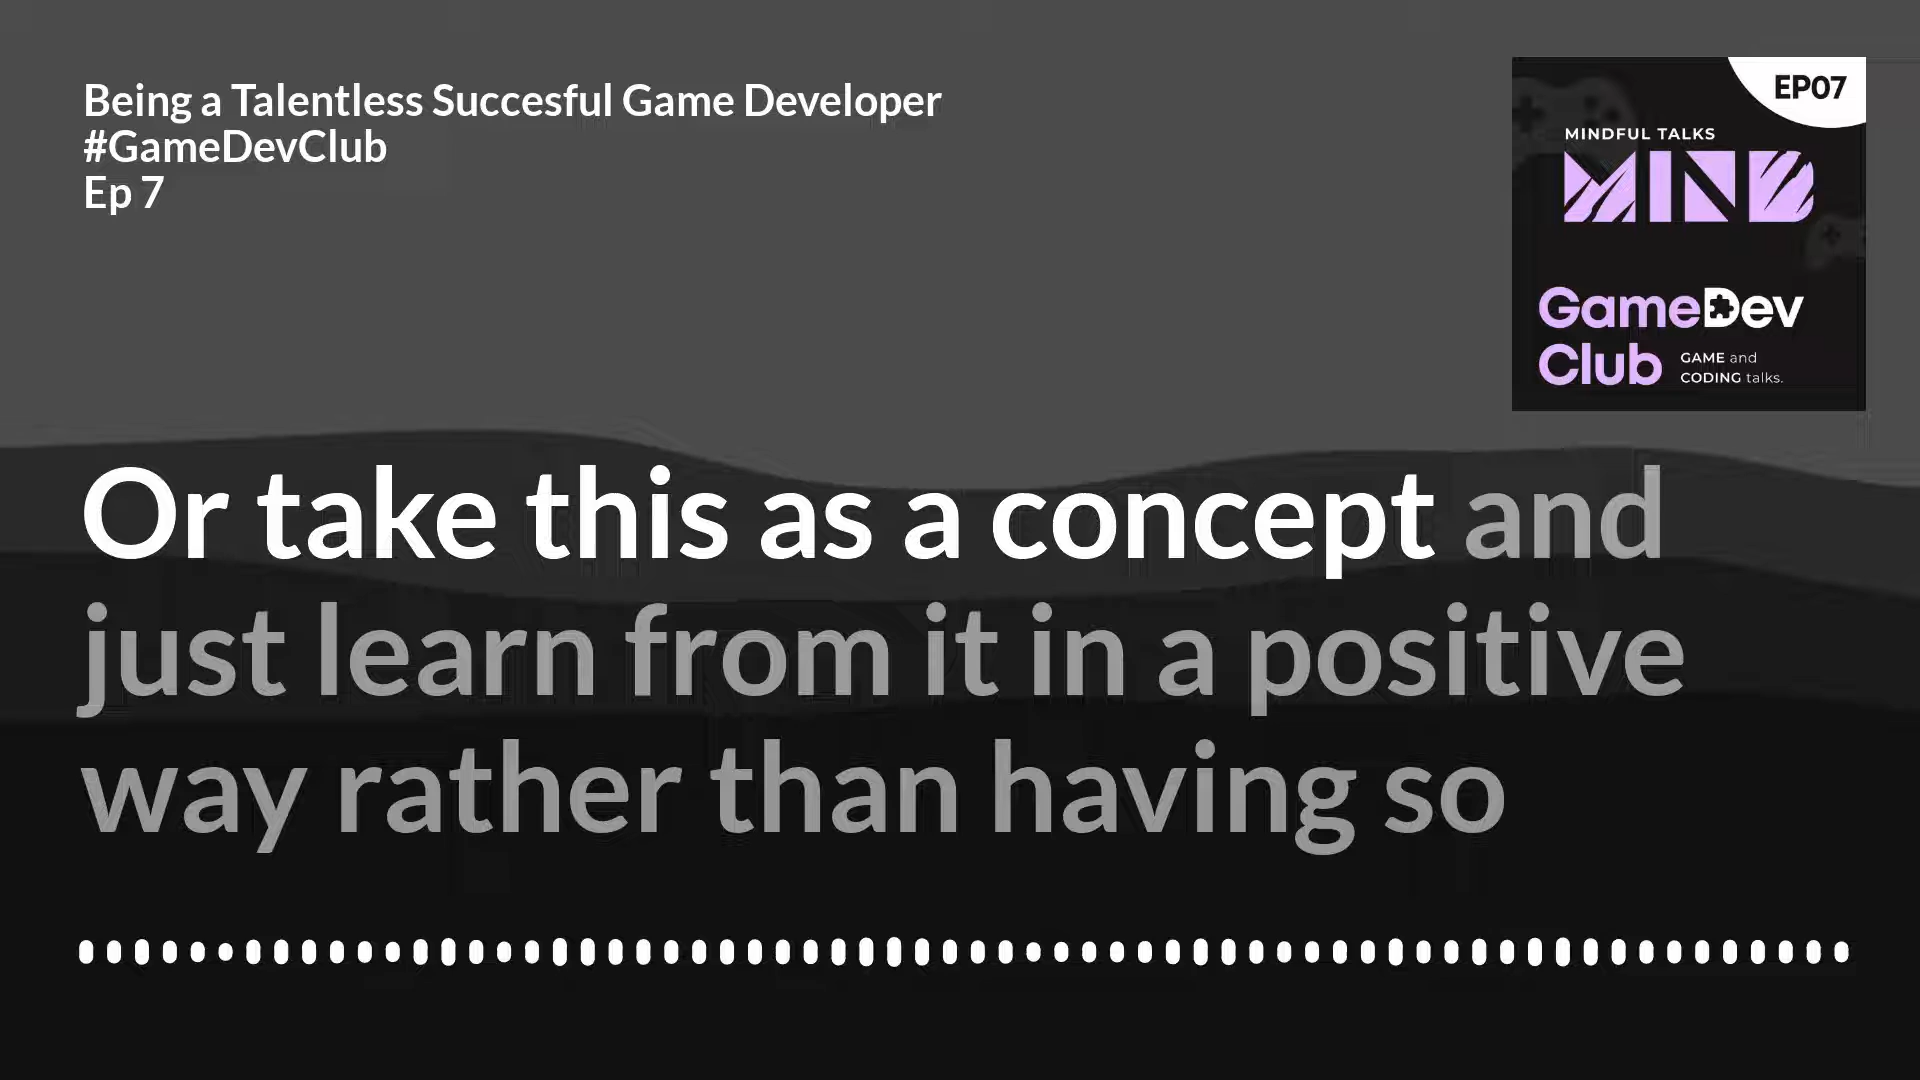 Being a Talentless Succesful Game Developer
#GameDevClub
Ep 7
EP07
MINDFUL TALKS
MIND
GameDev
Club
GAME and
CODING talks.
Or take this as a concept and
just learn from it in a positive
way rather than having so